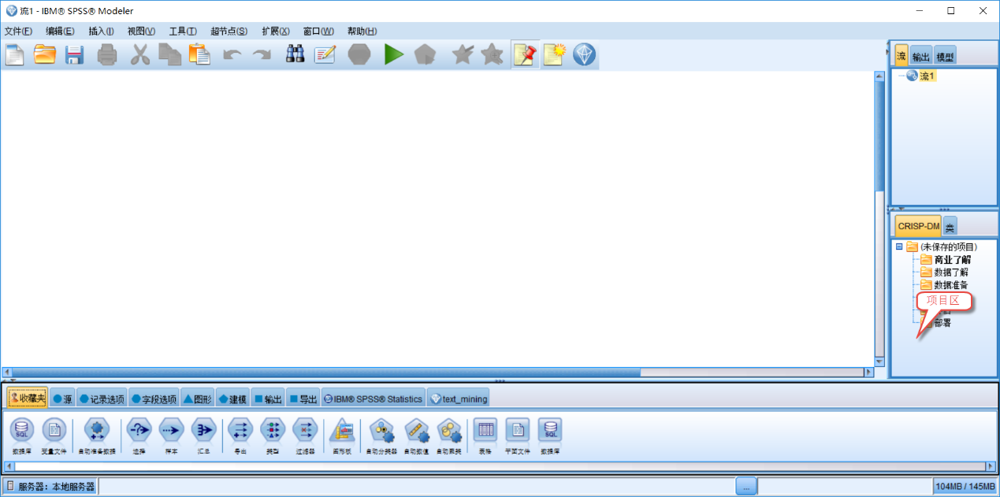 流1 - IBM® SPSS® Modeler
文件(F) 编辑(E) 插入(I) 视图(V) 工具(T) 超节点(S) 扩展(X) 窗口(W) 帮助(H)
流 输出 模型
流1
CRISP-DM 类
(未保存的项目)
商业了解
数据了解
数据准备
项目区
部署
收藏夹 源 记录选项 字段选项 图形 建模 输出 导出 IBM® SPSS® Statistics text_mining
SQL SQL
数据库 变量文件 自动准备数据 选择 样本 汇总 导出 类型 过滤器 图形板 自动分类器 自动数值 自动聚类 表格 平面文件 数据库
服务器: 本地服务器 ... 104MB / 145MB